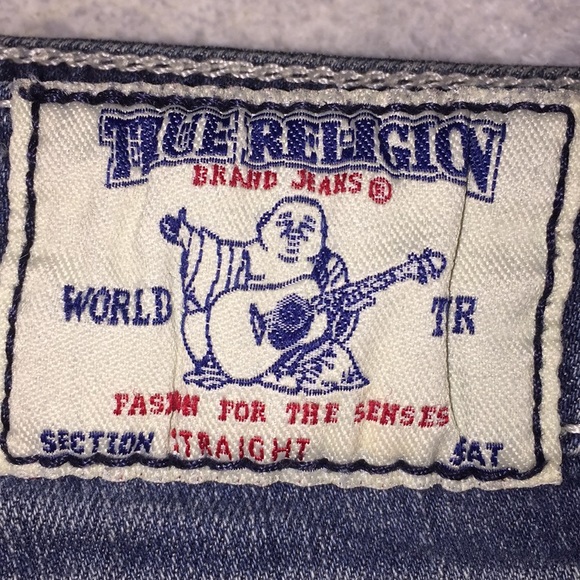 TRUE RELIGION
BRAND JEANS®
WORLD TR
FASHION FOR THE SENSES
SECTION STRAIGHT SAT